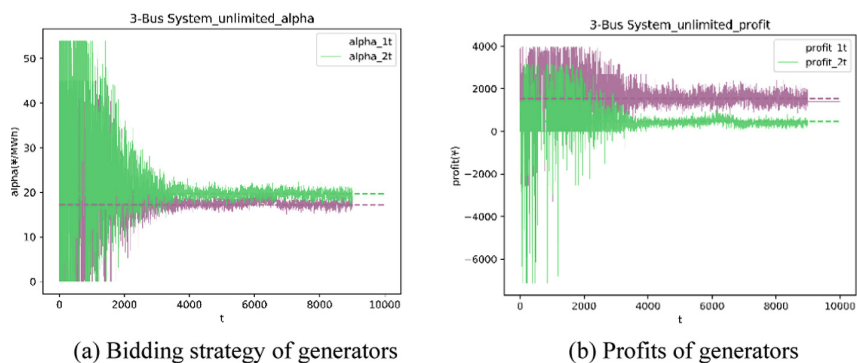 3-Bus System_unlimited_alpha
alpha_1t
alpha_2t
50
40
30
20
10
0
alpha(¥/MWh)
0 2000 4000 6000 8000 10000
t
(a) Bidding strategy of generators
3-Bus System_unlimited_profit
profit_1t
profit_2t
4000
2000
0
−2000
−4000
−6000
profit(¥)
0 2000 4000 6000 8000 10000
t
(b) Profits of generators